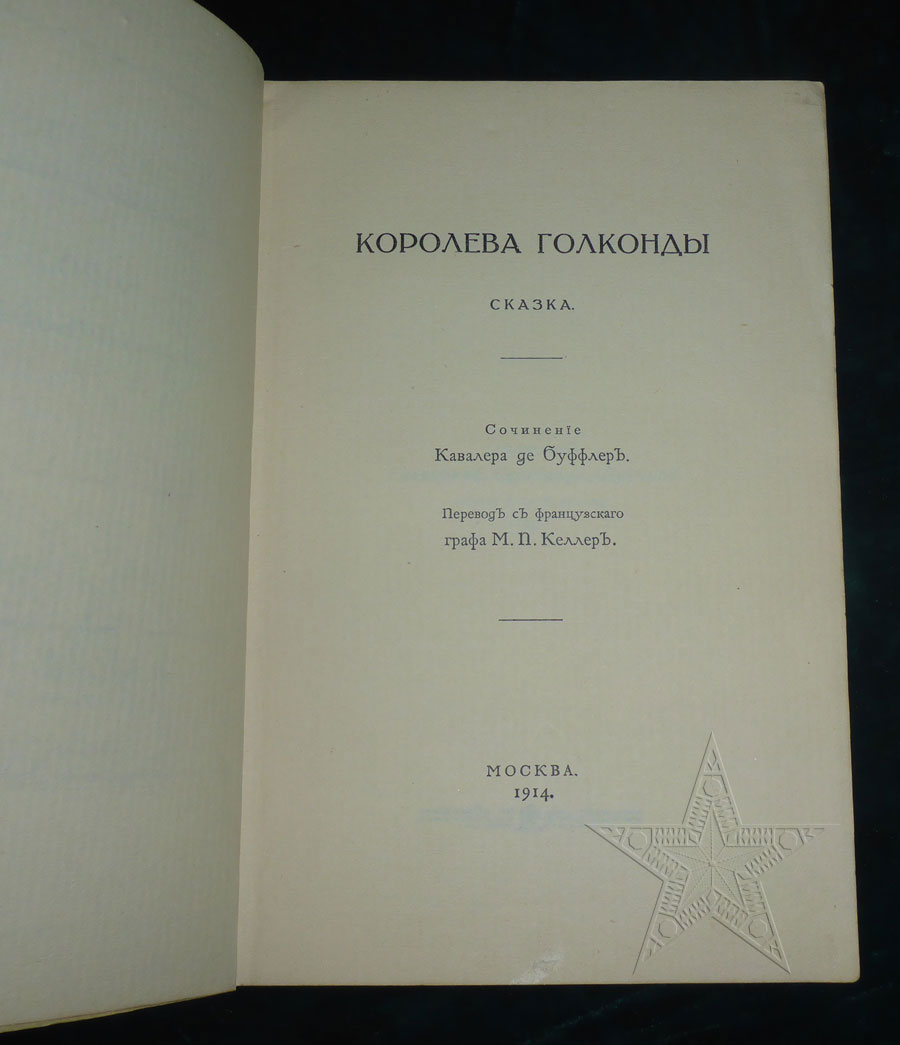 КОРОЛЕВА ГОЛКОНДЫ
СКАЗКА.
Сочиненіе
Кавалера де Буффлеръ.
Переводъ съ французскаго
графа М. П. Келлеръ.
МОСКВА.
1914.